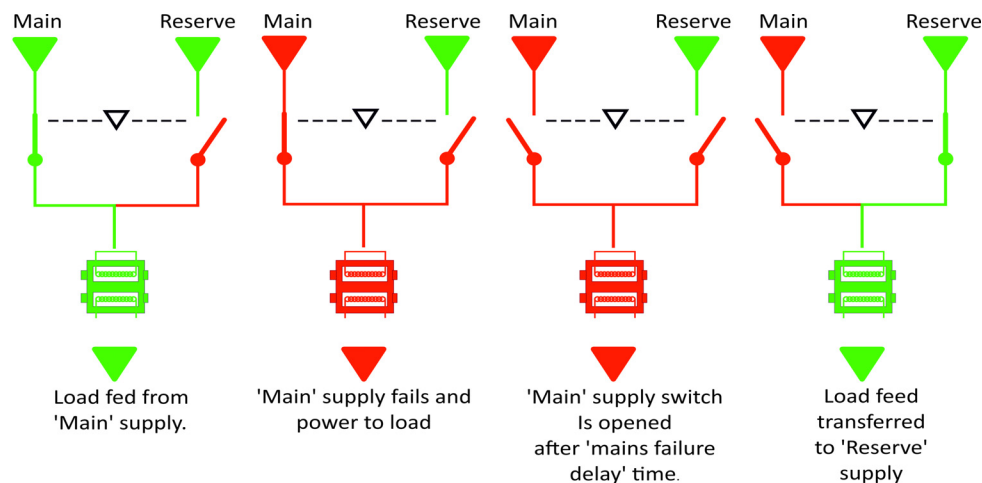 Main Reserve Main Reserve Main Reserve Main Reserve
Load fed from
'Main' supply.
'Main' supply fails and
power to load
'Main' supply switch
Is opened
after 'mains failure
delay' time.
Load feed
transferred
to 'Reserve'
supply